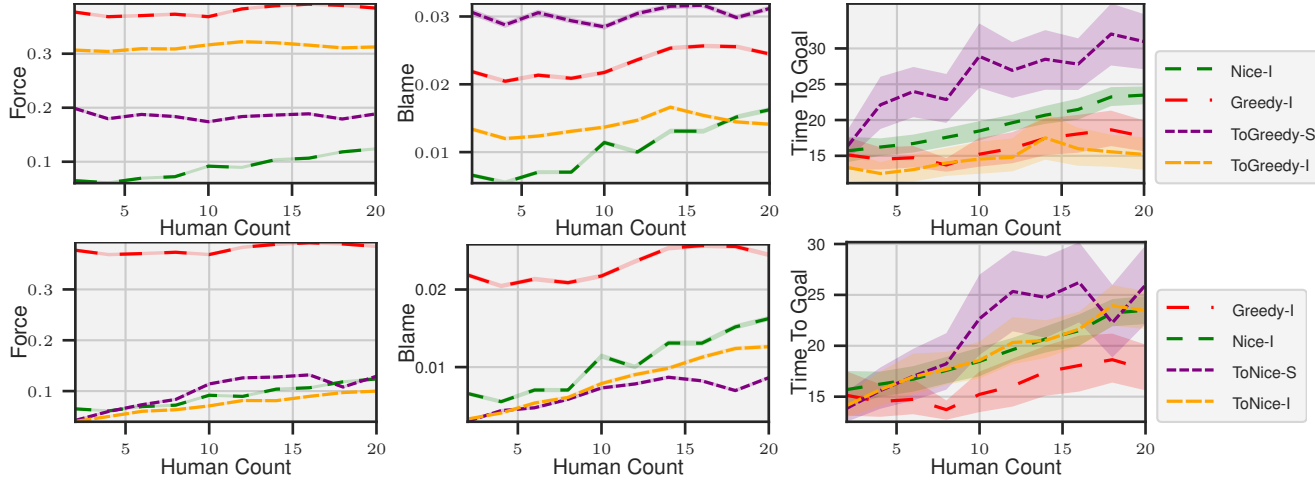 Force
0.3
0.2
0.1
5 10 15 20
Human Count
Blame
0.03
0.02
0.01
5 10 15 20
Human Count
Time To Goal
30
25
20
15
5 10 15 20
Human Count
Nice-I
Greedy-I
ToGreedy-S
ToGreedy-I
Force
0.3
0.2
0.1
5 10 15 20
Human Count
Blame
0.02
0.01
5 10 15 20
Human Count
Time To Goal
30
25
20
15
5 10 15 20
Human Count
Greedy-I
Nice-I
ToNice-S
ToNice-I